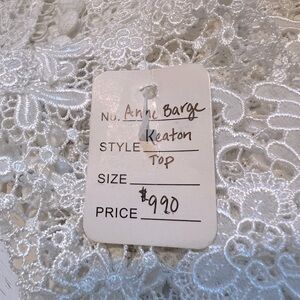 No. Anne Barge
STYLE Keaton
Top
SIZE
PRICE $990